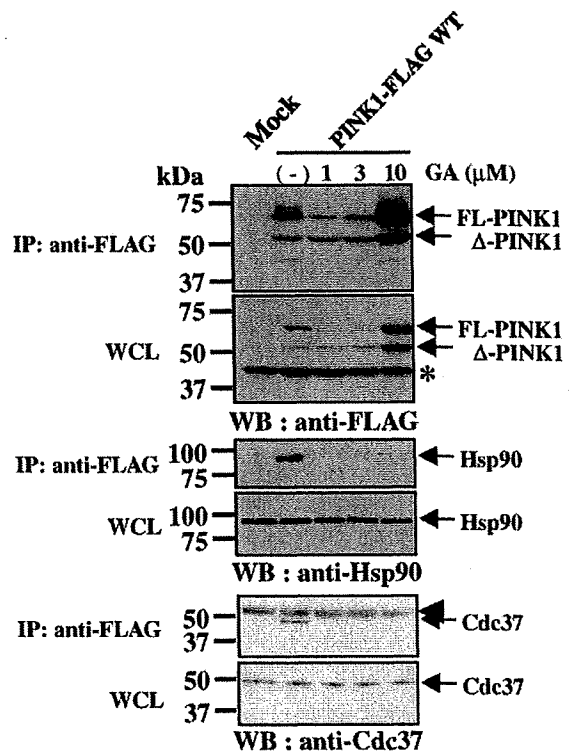 Mock
PINK1-FLAG WT
kDa
(-) 1 3 10 GA (μM)
75
50
37
IP: anti-FLAG
FL-PINK1
Δ-PINK1
75
50
37
WCL
FL-PINK1
Δ-PINK1
*
WB : anti-FLAG
IP: anti-FLAG
100
75
Hsp90
WCL
100
75
Hsp90
WB : anti-Hsp90
IP: anti-FLAG
50
37
Cdc37
WCL
50
37
Cdc37
WB : anti-Cdc37